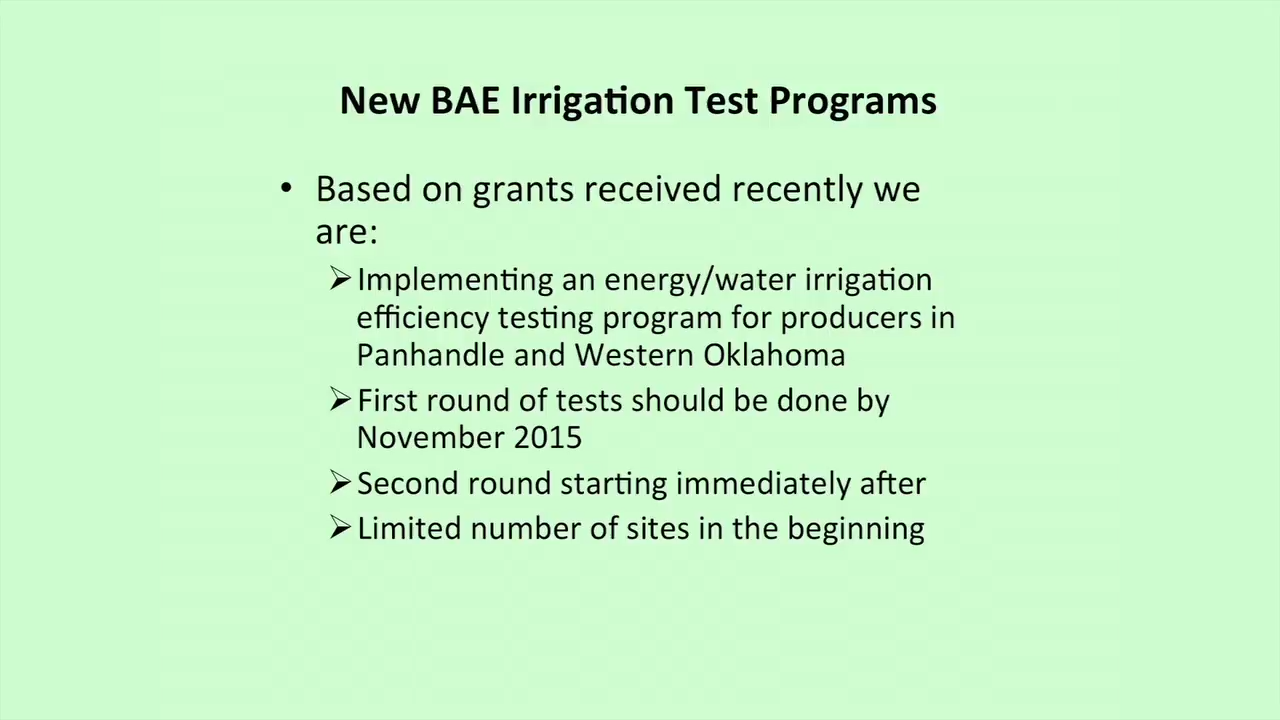 New BAE Irrigation Test Programs
• Based on grants received recently we
are:
➢Implementing an energy/water irrigation
efficiency testing program for producers in
Panhandle and Western Oklahoma
➢First round of tests should be done by
November 2015
➢Second round starting immediately after
➢Limited number of sites in the beginning